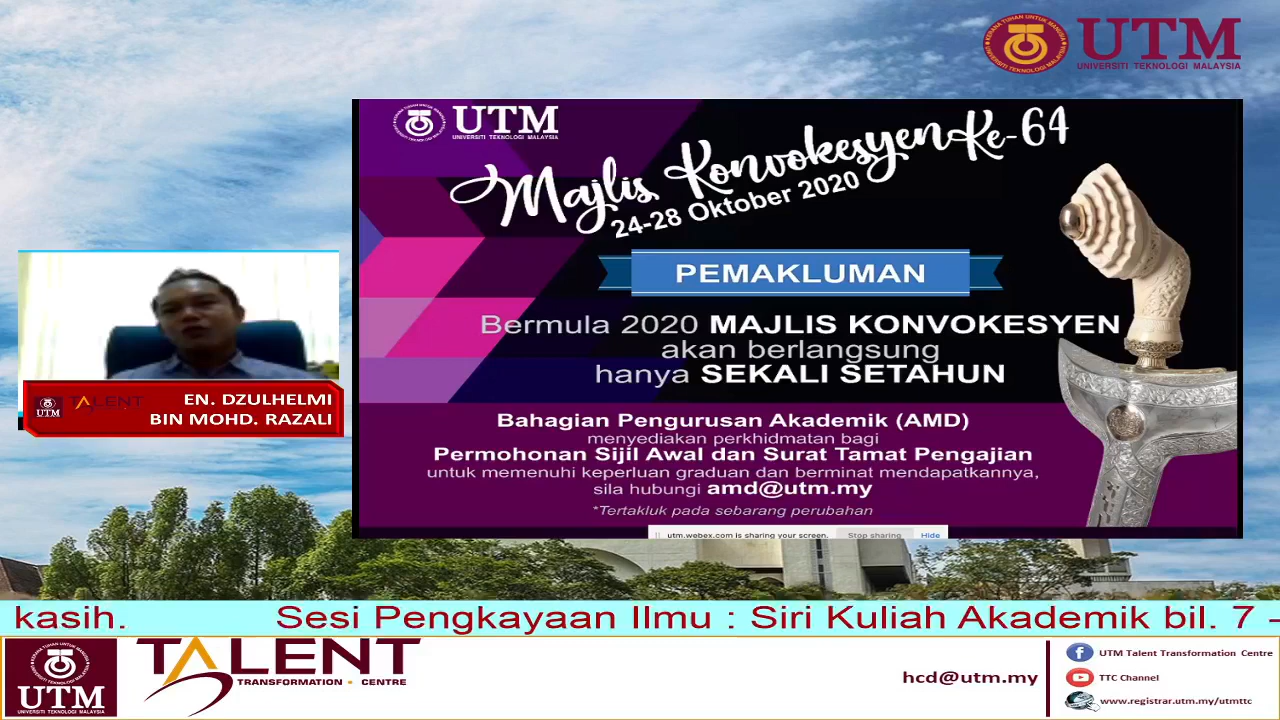 UTM
UNIVERSITI TEKNOLOGI MALAYSIA
UTM
UNIVERSITI TEKNOLOGI MALAYSIA
Majlis Konvokesyen Ke-64
24-28 Oktober 2020
PEMAKLUMAN
Bermula 2020 MAJLIS KONVOKESYEN
akan berlangsung
hanya SEKALI SETAHUN
Bahagian Pengurusan Akademik (AMD)
menyediakan perkhidmatan bagi
Permohonan Sijil Awal dan Surat Tamat Pengajian
untuk memenuhi keperluan graduan dan berminat mendapatkannya,
sila hubungi amd@utm.my
*Tertakluk pada sebarang perubahan
utm.webex.com is sharing your screen. Stop sharing Hide
UTM TALENT
EN. DZULHELMI
BIN MOHD. RAZALI
kasih. Sesi Pengkayaan Ilmu : Siri Kuliah Akademik bil. 7 -
UTM
UNIVERSITI TEKNOLOGI MALAYSIA
TALENT
TRANSFORMATION • CENTRE
hcd@utm.my
UTM Talent Transformation Centre
TTC Channel
www.registrar.utm.my/utmttc